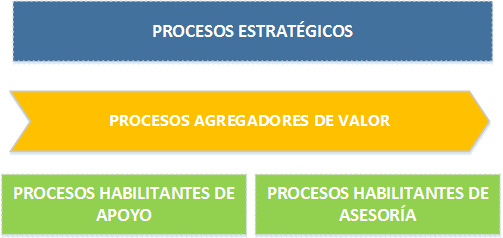 PROCESOS ESTRATÉGICOS
PROCESOS AGREGADORES DE VALOR
PROCESOS HABILITANTES DE
APOYO
PROCESOS HABILITANTES DE
ASESORÍA